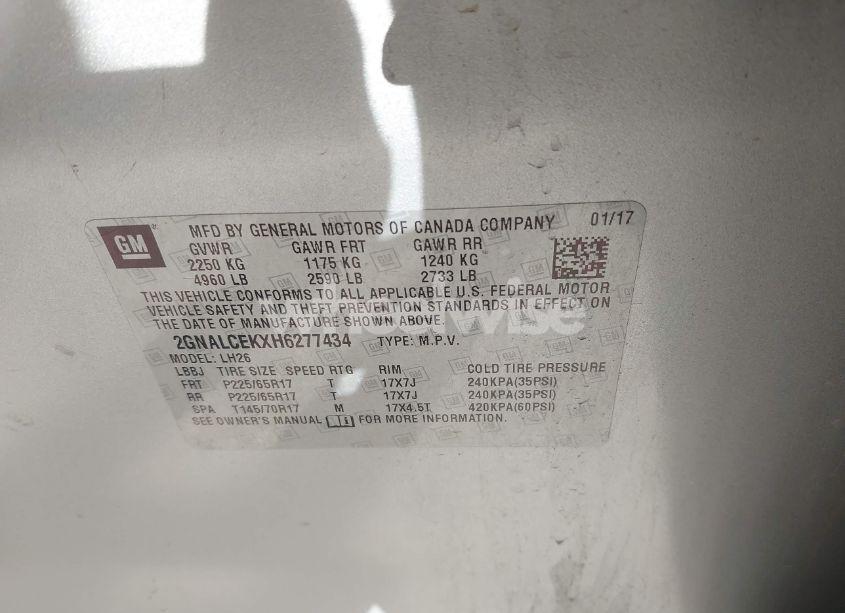 GM
MFD BY GENERAL MOTORS OF CANADA COMPANY 01/17
GVWR GAWR FRT GAWR RR
2250 KG 1175 KG 1240 KG
4960 LB 2590 LB 2733 LB
THIS VEHICLE CONFORMS TO ALL APPLICABLE U.S. FEDERAL MOTOR
VEHICLE SAFETY AND THEFT PREVENTION STANDARDS IN EFFECT ON
THE DATE OF MANUFACTURE SHOWN ABOVE.
2GNALCEKXH6277434 TYPE: M.P.V.
MODEL: LH26
LBBJ TIRE SIZE SPEED RTG RIM COLD TIRE PRESSURE
FRT P225/65R17 T 17X7J 240KPA(35PSI)
RR P225/65R17 T 17X7J 240KPA(35PSI)
SPA T145/70R17 M 17X4.5T 420KPA(60PSI)
SEE OWNER'S MANUAL FOR MORE INFORMATION.